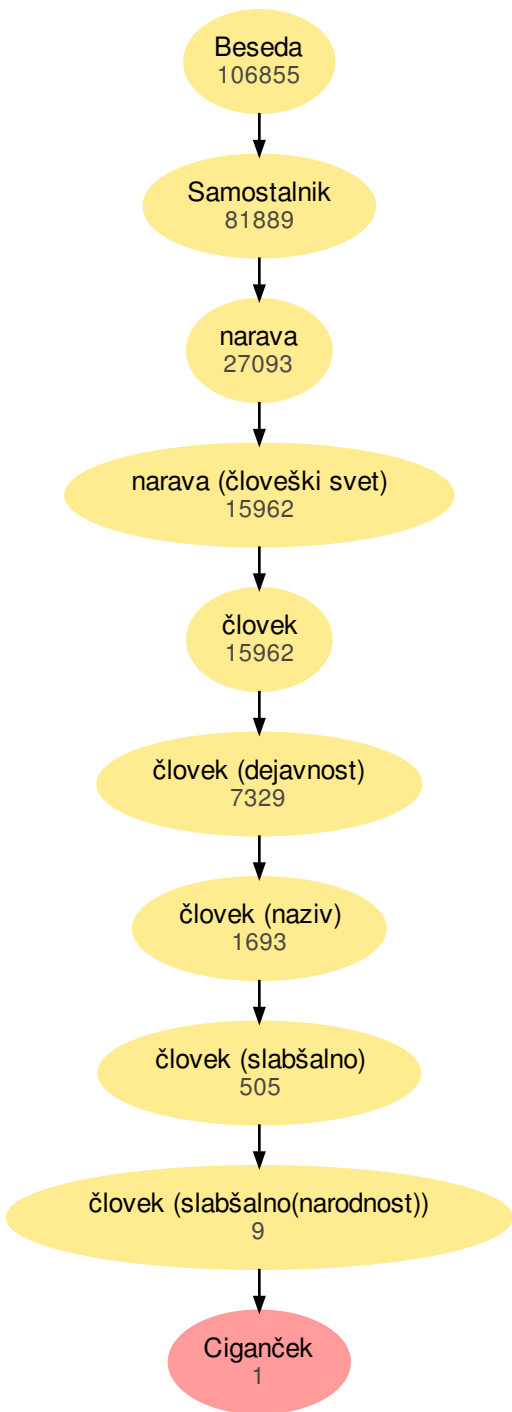 Beseda
106855
Samostalnik
81889
narava
27093
narava (človeški svet)
15962
človek
15962
človek (dejavnost)
7329
človek (naziv)
1693
človek (slabšalno)
505
človek (slabšalno(narodnost))
9
Ciganček
1